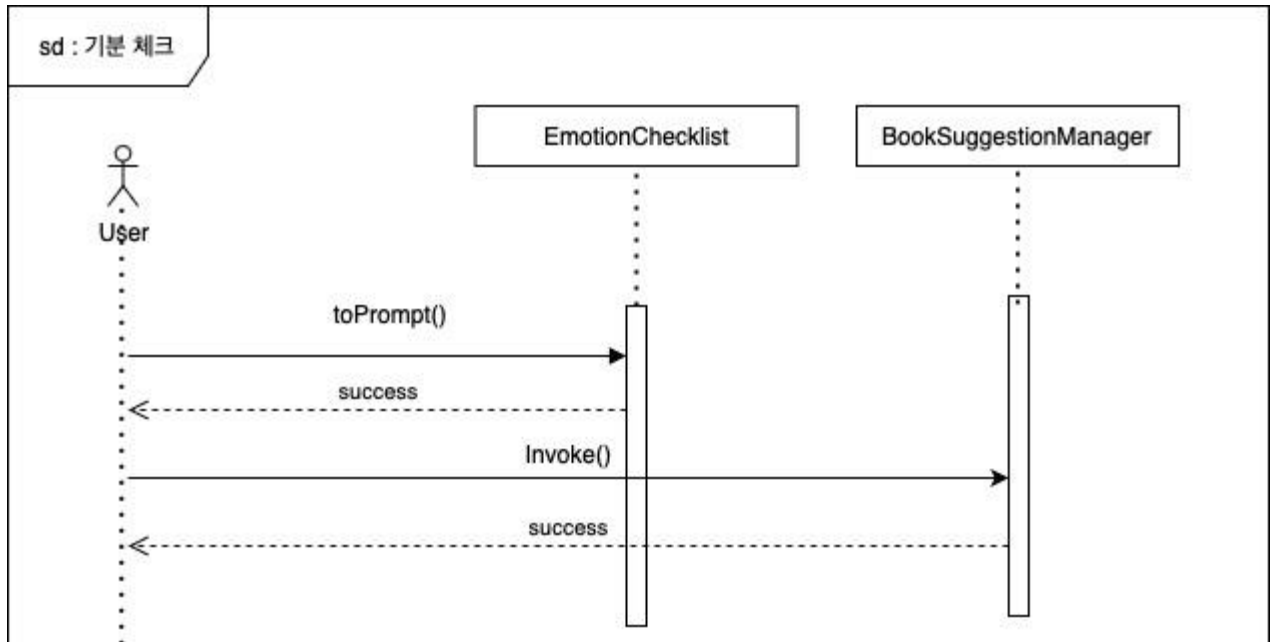 sd : 기분 체크
EmotionChecklist
BookSuggestionManager
User
toPrompt()
success
Invoke()
success